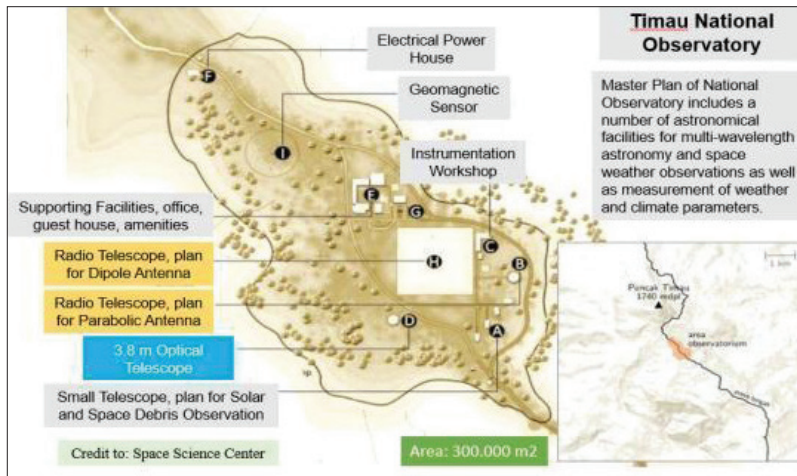 Timau National
Observatory
Electrical Power
House
Geomagnetic
Sensor
Instrumentation
Workshop
Master Plan of National
Observatory includes a
number of astronomical
facilities for multi-wavelength
astronomy and space
weather observations as well
as measurement of weather
and climate parameters.
Supporting Facilities, office,
guest house, amenities
Radio Telescope, plan
for Dipole Antenna
Radio Telescope, plan
for Parabolic Antenna
3.8 m Optical
Telescope
Small Telescope, plan for Solar
and Space Debris Observation
Credit to: Space Science Center
Area: 300.000 m2
F
I
E
G
C
H
B
D
A
1 km
Puncak Timau
1740 mdpl
area
observatorium